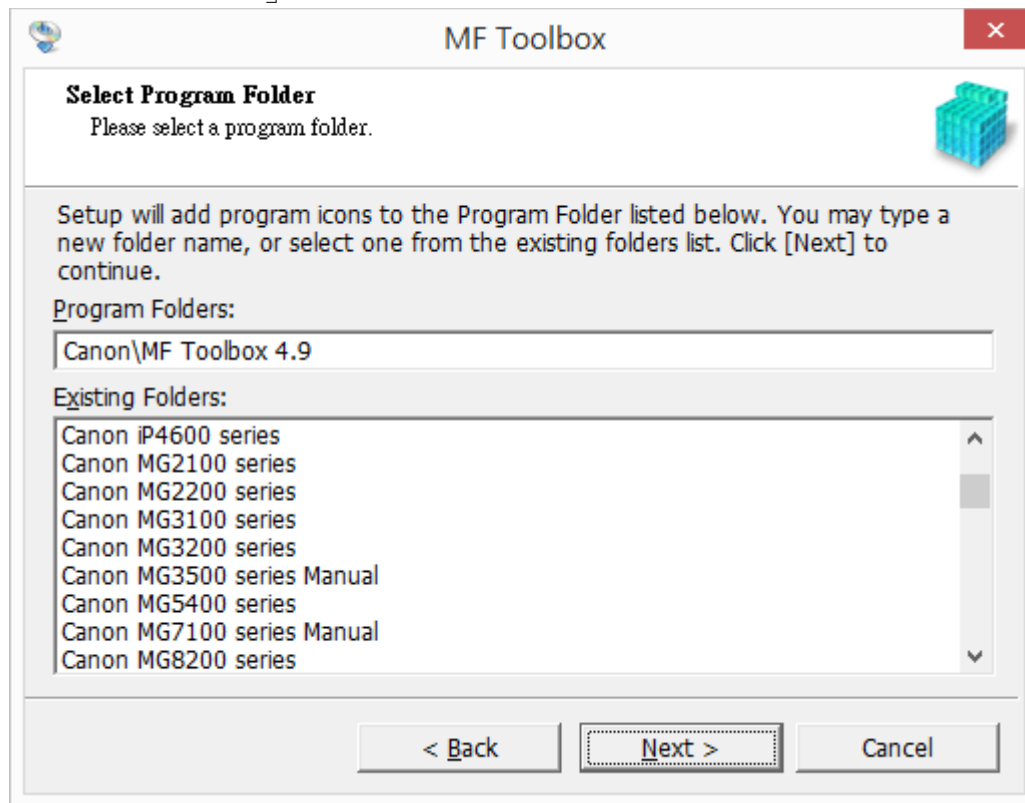 MF Toolbox
Select Program Folder
Please select a program folder.
Setup will add program icons to the Program Folder listed below. You may type a
new folder name, or select one from the existing folders list. Click [Next] to
continue.
Program Folders:
Canon\MF Toolbox 4.9
Existing Folders:
Canon iP4600 series
Canon MG2100 series
Canon MG2200 series
Canon MG3100 series
Canon MG3200 series
Canon MG3500 series Manual
Canon MG5400 series
Canon MG7100 series Manual
Canon MG8200 series
< Back
Next >
Cancel